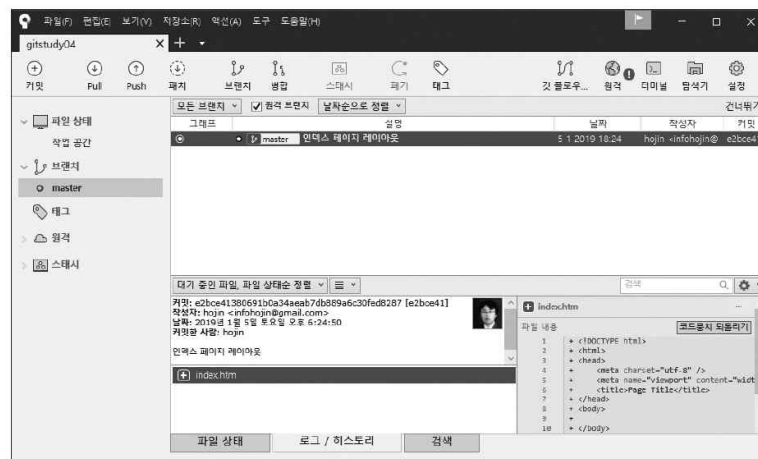 파일(F) 편집(E) 보기(V) 저장소(R) 액션(A) 도구 도움말(H)
gitstudy04
커밋 Pull Push 패치 브랜치 병합 스태시 폐기 태그 깃 플로우... 원격 터미널 탐색기 설정
모든 브랜치 원격 브랜치 날짜순으로 정렬 건너뛰기
그래프 설명 날짜 작성자 커밋
master 인덱스 페이지 레이아웃 5 1 2019 18:24 hojin <infohojin@ e2bce41
파일 상태
작업 공간
브랜치
master
태그
원격
스태시
대기 중인 파일, 파일 상태순 정렬 검색
커밋: e2bce41380691b0a34aeab7db889a6c30fed8287 [e2bce41]
작성자: hojin <infohojin@gmail.com>
날짜: 2019년 1월 5일 토요일 오후 6:24:50
커밋한 사람: hojin
인덱스 페이지 레이아웃
index.htm
index.htm
파일 내용 코드뭉치 되돌리기
1 + <!DOCTYPE html>
2 + <html>
3 + <head>
4 + <meta charset="utf-8" />
5 + <meta name="viewport" content="widt
6 + <title>Page Title</title>
7 + </head>
8 + <body>
9 +
10 + </body>
파일 상태 로그 / 히스토리 검색